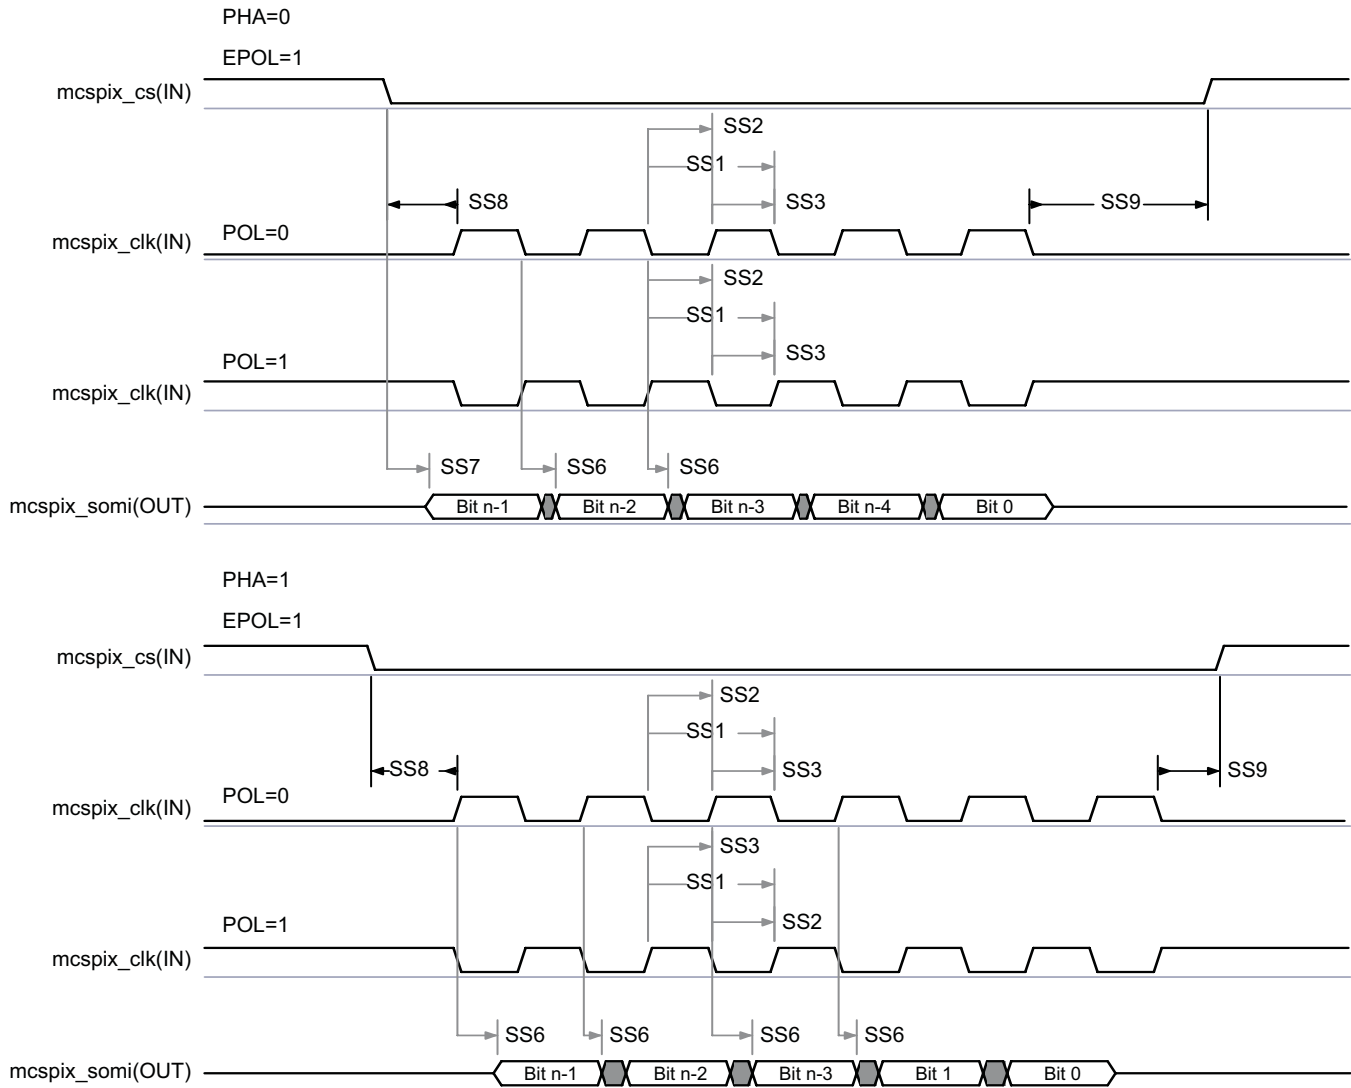 PHA=0
EPOL=1
mcspix_cs(IN)
SS2
SS1
SS8
SS3
SS9
POL=0
mcspix_clk(IN)
SS2
SS1
SS3
POL=1
mcspix_clk(IN)
SS7
SS6
SS6
mcspix_somi(OUT)
Bit n-1
Bit n-2
Bit n-3
Bit n-4
Bit 0
PHA=1
EPOL=1
mcspix_cs(IN)
SS2
SS1
SS8
SS3
SS9
POL=0
mcspix_clk(IN)
SS3
SS1
SS2
POL=1
mcspix_clk(IN)
SS6
SS6
SS6
SS6
mcspix_somi(OUT)
Bit n-1
Bit n-2
Bit n-3
Bit 1
Bit 0